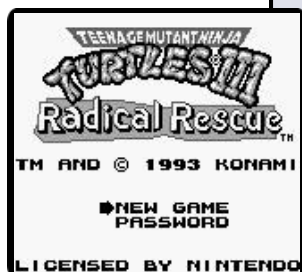 TEENAGE MUTANT NINJA
TURTLES III
Radical Rescue
TM
TM AND © 1993 KONAMI
NEW GAME
PASSWORD
LICENSED BY NINTENDO